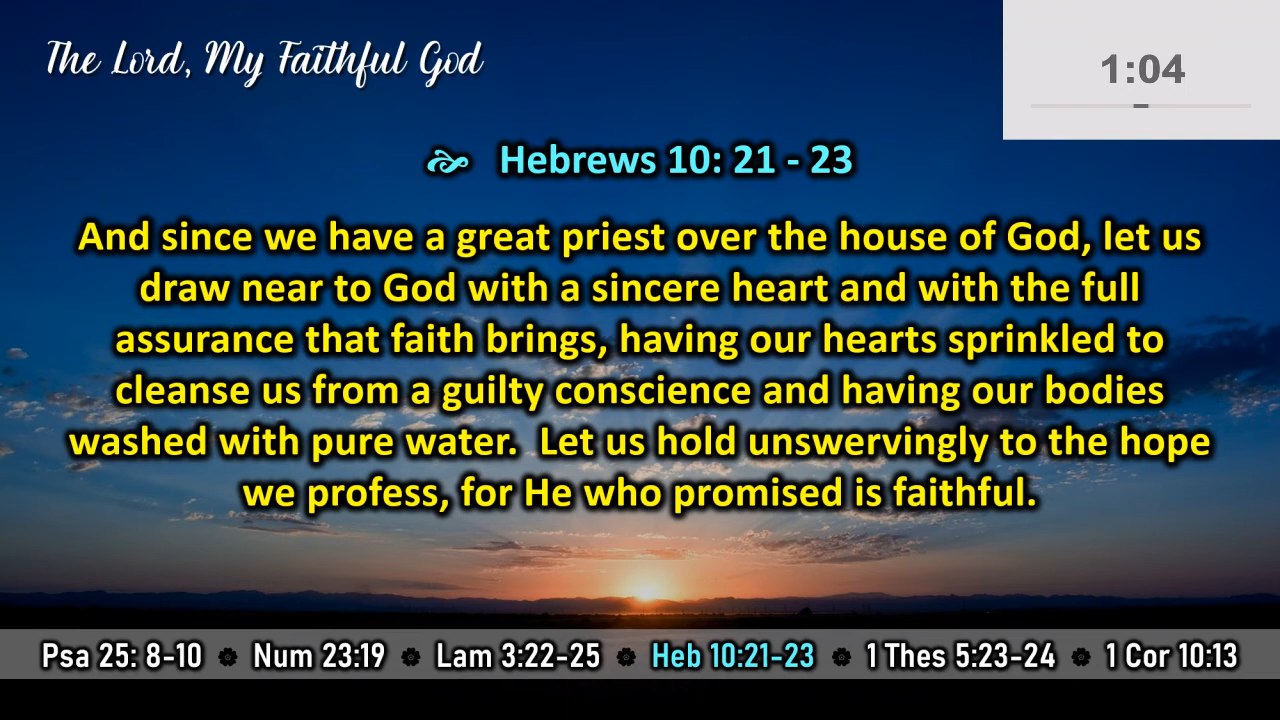 The Lord, My Faithful God
1:04
Hebrews 10: 21 - 23
And since we have a great priest over the house of God, let us
draw near to God with a sincere heart and with the full
assurance that faith brings, having our hearts sprinkled to
cleanse us from a guilty conscience and having our bodies
washed with pure water.  Let us hold unswervingly to the hope
we profess, for He who promised is faithful.
Psa 25: 8-10 Num 23:19 Lam 3:22-25 Heb 10:21-23 1 Thes 5:23-24 1 Cor 10:13